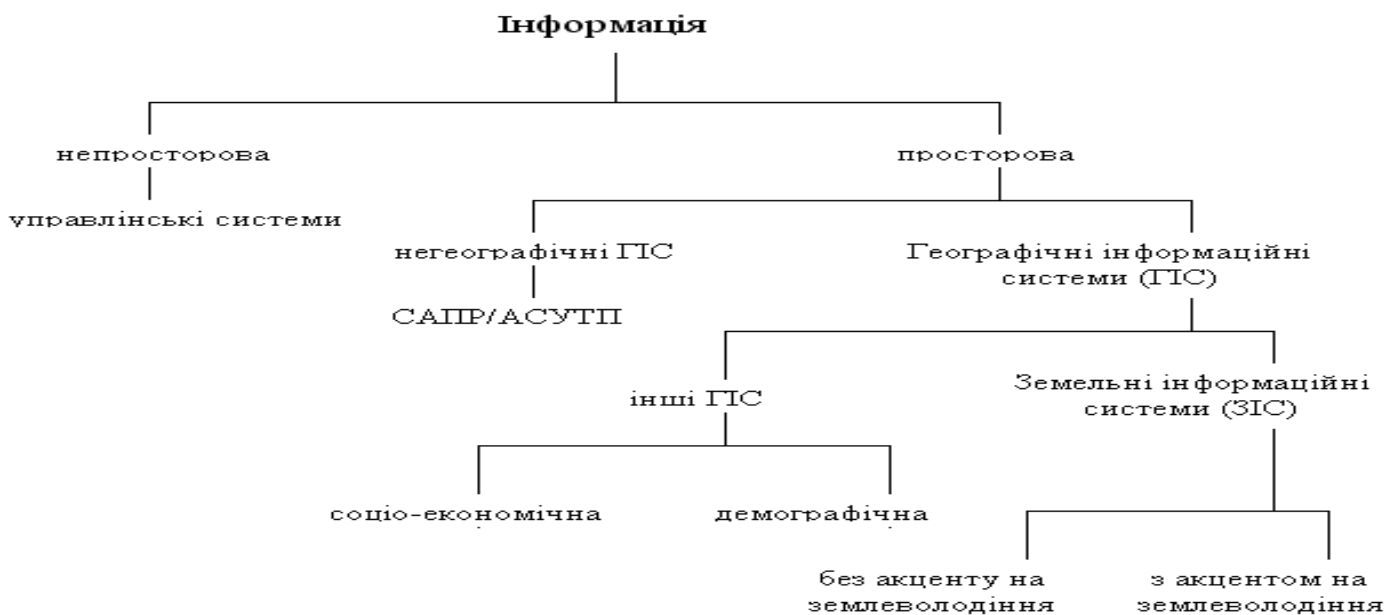 Інформація
непросторова
просторова
управлінські системи
негеографічні ГІС
Географічні інформаційні
системи (ГІС)
САПР/АСУТП
інші ГІС
Земельні інформаційні
системи (ЗІС)
соціо-економічна
демографічна
без акценту на
землеволодіння
з акцентом на
землеволодіння